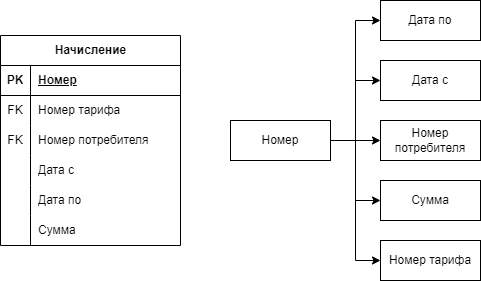 Начисление
PK Номер
FK Номер тарифа
FK Номер потребителя
Дата с
Дата по
Сумма
Номер
Дата по
Дата с
Номер
потребителя
Сумма
Номер тарифа